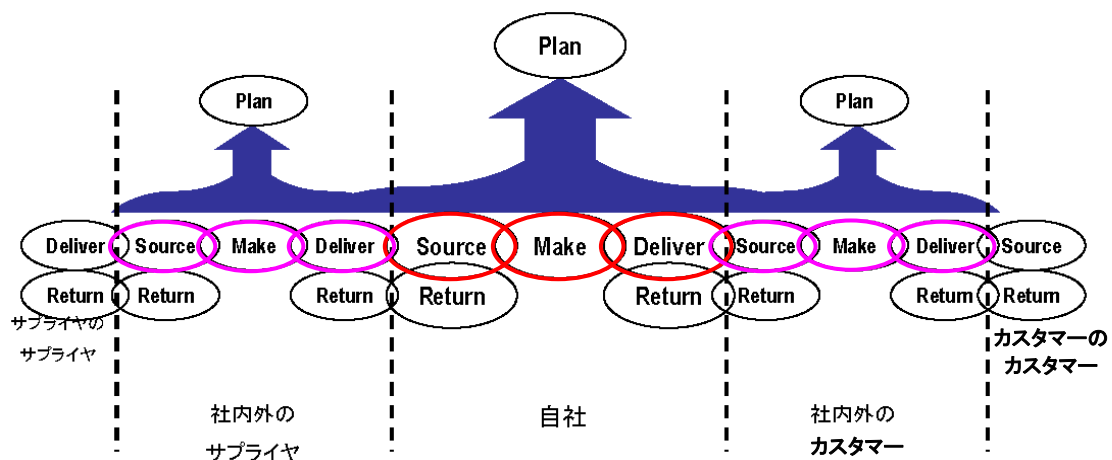 Plan
Plan
Plan
Deliver Source Make Deliver Source Make Deliver Source Make Deliver Source
Return Return Return Return Return Return Return Return
サプライヤの
サプライヤ
カスタマーの
カスタマー
社内外の
サプライヤ
自社
社内外の
カスタマー